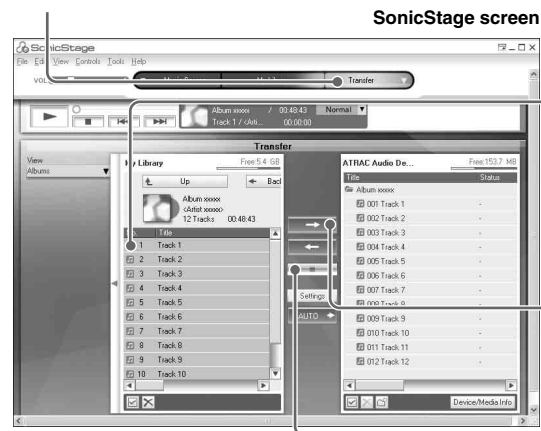 SonicStage screen
SonicStage
File Edit View Controls Tools Help
VOL
Transfer
Album xxxxx / 00:48:43 Normal
Track 1 / <Arti... 00:00:00
Transfer
View
Albums
My Library Free:5.4 GB
Up Back
Album xxxxx
<Artist xxxxx>
12 Tracks 00:48:43
No. Title
1 Track 1
2 Track 2
3 Track 3
4 Track 4
5 Track 5
6 Track 6
7 Track 7
8 Track 8
9 Track 9
10 Track 10
Settings
AUTO
ATRAC Audio De... Free:153.7 MB
Title Status
Album xxxxx
001 Track 1 -
002 Track 2 -
003 Track 3 -
004 Track 4 -
005 Track 5 -
006 Track 6 -
007 Track 7 -
008 Track 8 -
009 Track 9 -
010 Track 10 -
011 Track 11 -
012 Track 12 -
Device/Media Info